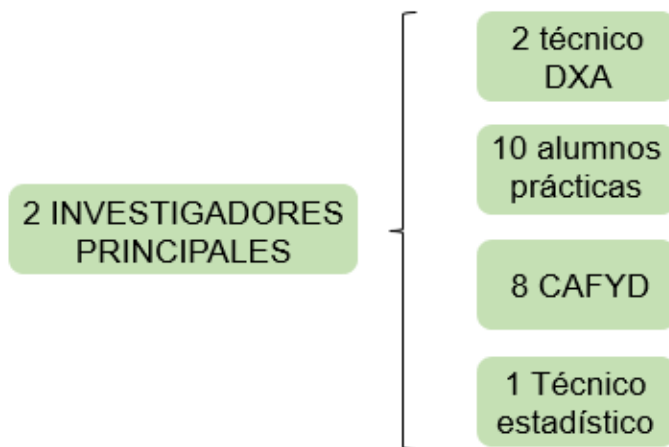 2 INVESTIGADORES
PRINCIPALES
2 técnico
DXA
10 alumnos
prácticas
8 CAFYD
1 Técnico
estadístico